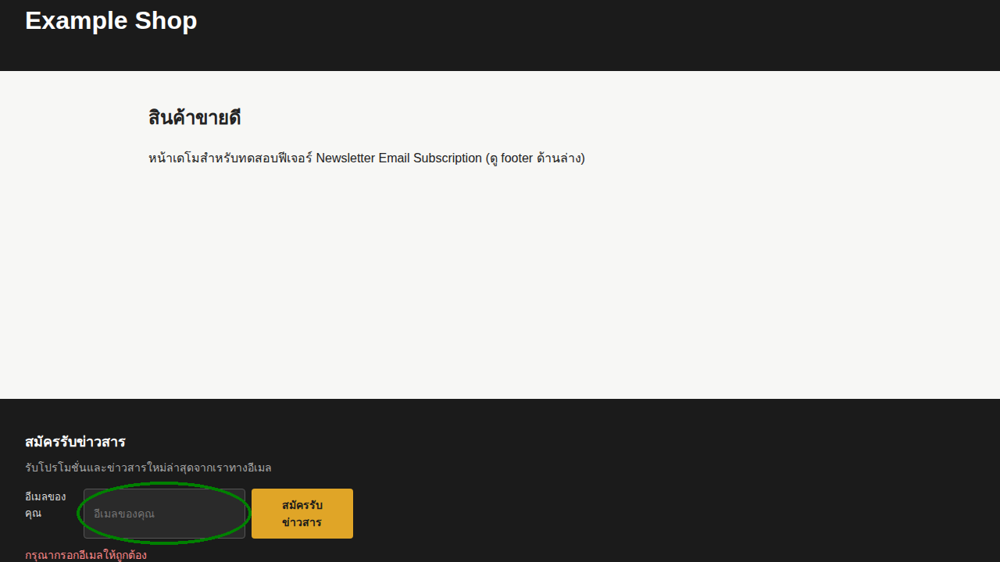 Example Shop
สินค้าขายดี
หน้าเดโมสำหรับทดสอบฟีเจอร์ Newsletter Email Subscription (ดู footer ด้านล่าง)
สมัครรับข่าวสาร
รับโปรโมชั่นและข่าวสารใหม่ล่าสุดจากเราทางอีเมล
อีเมลของ
คุณ
อีเมลของคุณ
สมัครรับ
ข่าวสาร
กรุณากรอกอีเมลให้ถูกต้อง